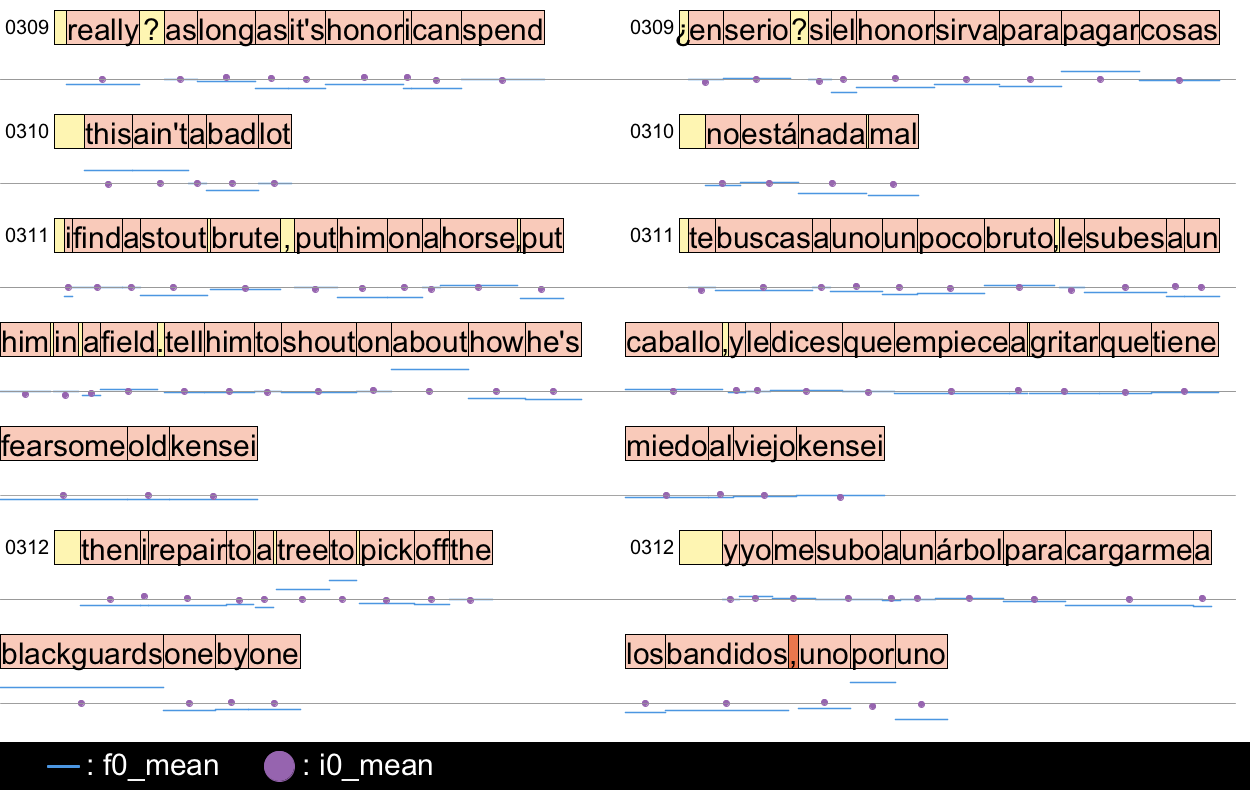 0309 really ? as long as it's honor i can spend
0309 ¿ en serio ? si el honor sirva para pagar cosas
0310 this ain't a bad lot
0310 no está nada mal
0311 i find a stout brute , put him on a horse , put
0311 te buscas a uno un poco bruto , le subes a un
him in a field . tell him to shout on about how he's
caballo , y le dices que empiece a gritar que tiene
fearsome old kensei
miedo al viejo kensei
0312 then i repair to a tree to pick off the
0312 y yo me subo a un árbol para cargarme a
blackguards one by one
los bandidos , uno por uno
: f0_mean : i0_mean